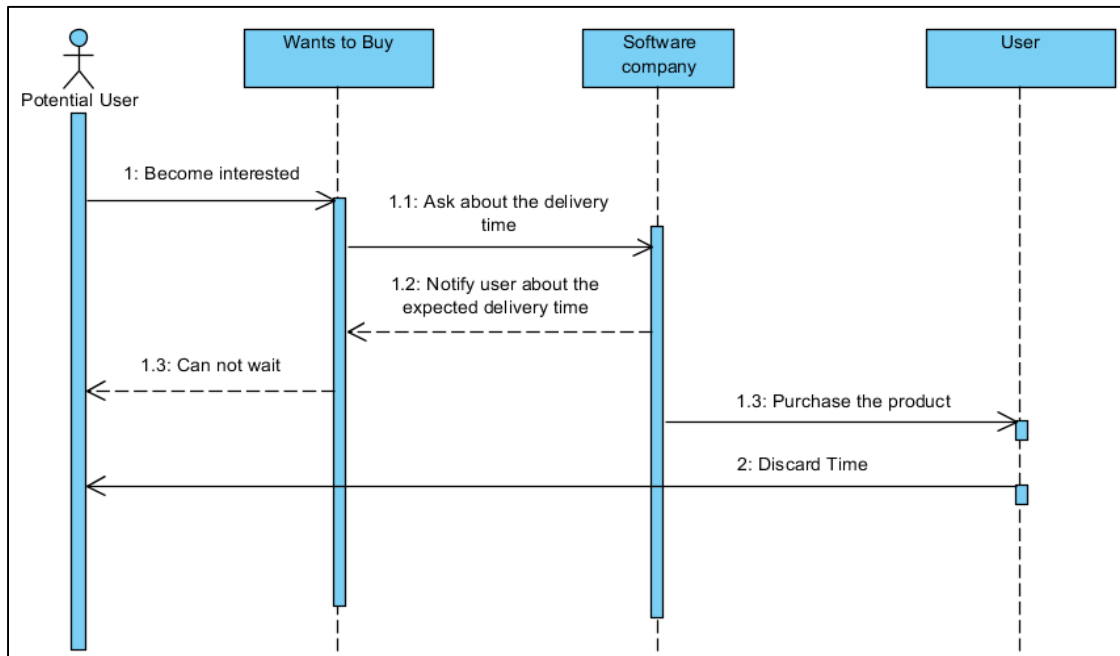 Wants to Buy
Software
company
User
Potential User
1: Become interested
1.1: Ask about the delivery
time
1.2: Notify user about the
expected delivery time
1.3: Can not wait
1.3: Purchase the product
2: Discard Time